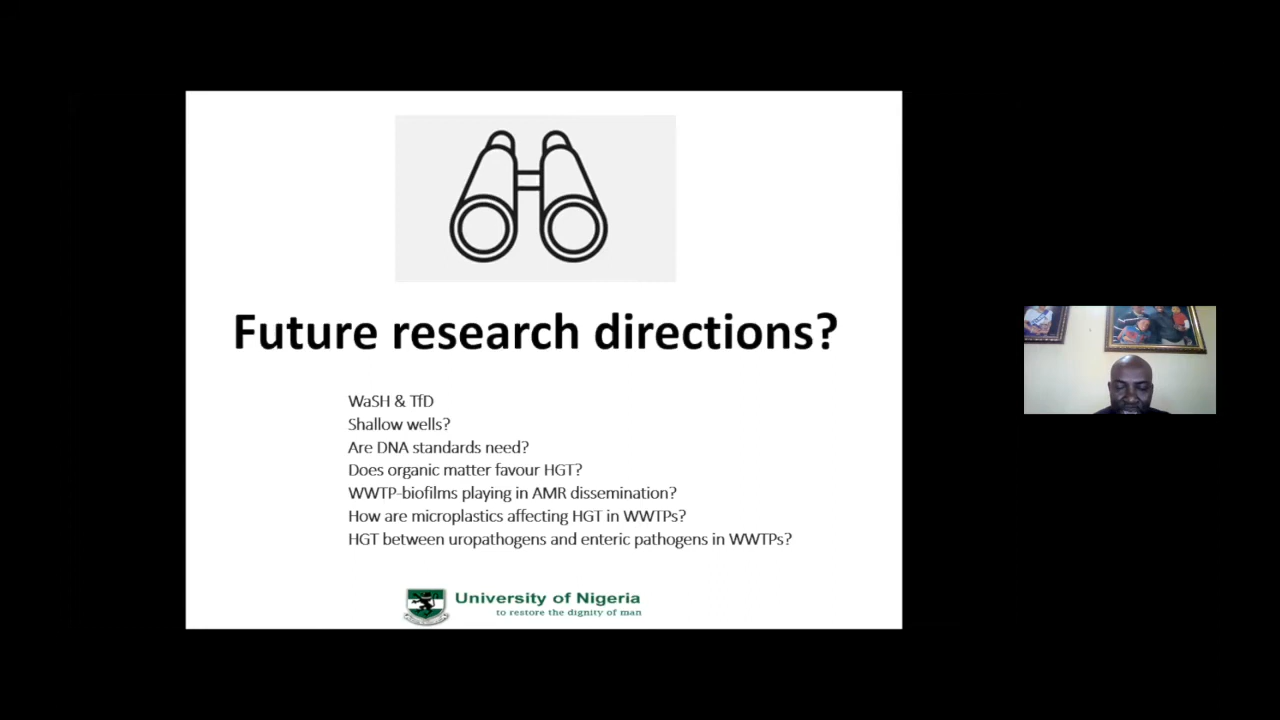 Future research directions?
WaSH & TfD
Shallow wells?
Are DNA standards need?
Does organic matter favour HGT?
WWTP-biofilms playing in AMR dissemination?
How are microplastics affecting HGT in WWTPs?
HGT between uropathogens and enteric pathogens in WWTPs?
University of Nigeria
to restore the dignity of man